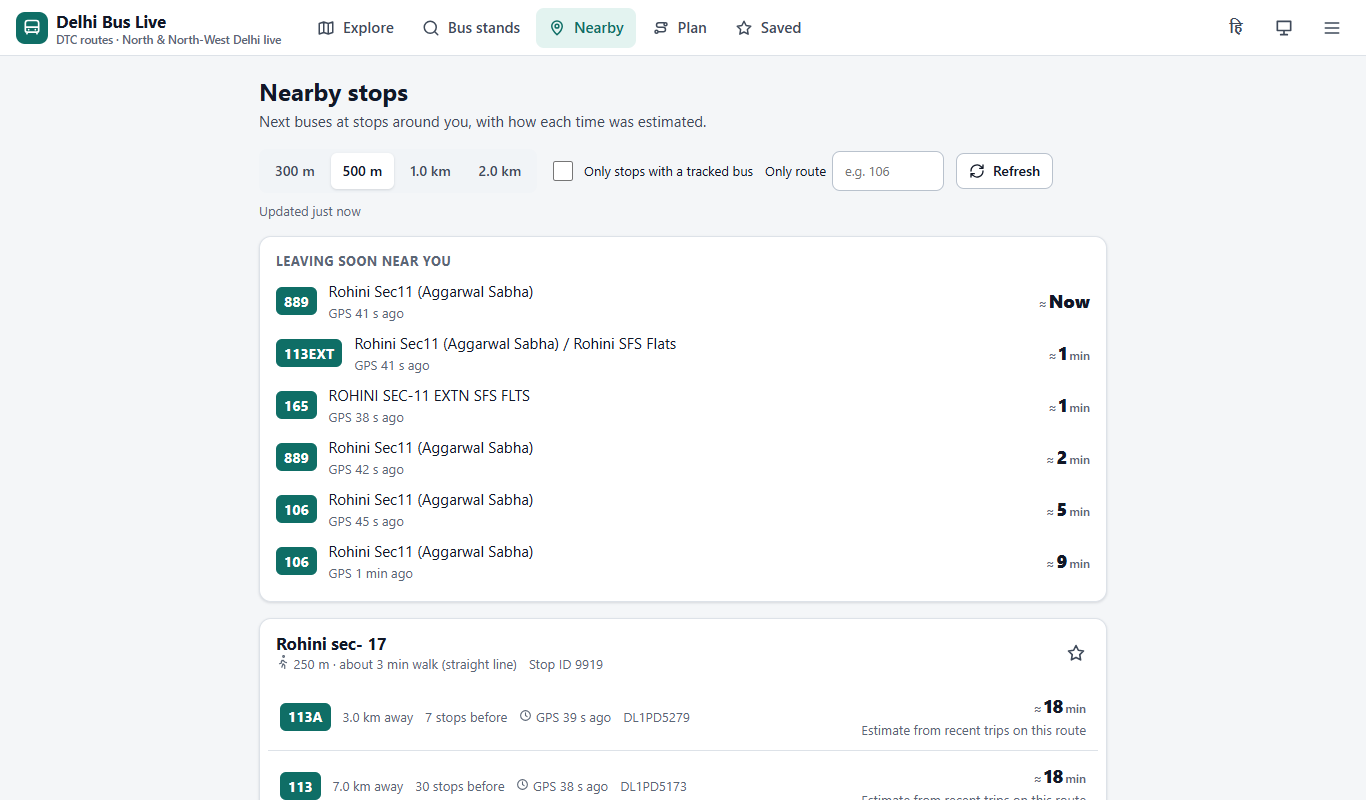 Delhi Bus Live
DTC routes · North & North-West Delhi live
Explore
Bus stands
Nearby
Plan
Saved
हि
Nearby stops
Next buses at stops around you, with how each time was estimated.
300 m
500 m
1.0 km
2.0 km
Only stops with a tracked bus
Only route
e.g. 106
Refresh
Updated just now
LEAVING SOON NEAR YOU
889 Rohini Sec11 (Aggarwal Sabha) ≈ Now
GPS 41 s ago
113EXT Rohini Sec11 (Aggarwal Sabha) / Rohini SFS Flats ≈ 1 min
GPS 41 s ago
165 ROHINI SEC-11 EXTN SFS FLTS ≈ 1 min
GPS 38 s ago
889 Rohini Sec11 (Aggarwal Sabha) ≈ 2 min
GPS 42 s ago
106 Rohini Sec11 (Aggarwal Sabha) ≈ 5 min
GPS 45 s ago
106 Rohini Sec11 (Aggarwal Sabha) ≈ 9 min
GPS 1 min ago
Rohini sec- 17
250 m · about 3 min walk (straight line) Stop ID 9919
113A 3.0 km away 7 stops before GPS 39 s ago DL1PD5279 ≈ 18 min
Estimate from recent trips on this route
113 7.0 km away 30 stops before GPS 38 s ago DL1PD5173 ≈ 18 min
Estimate from recent trips on this route